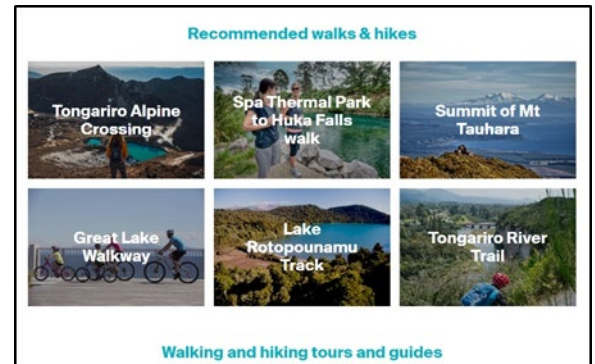 Recommended walks & hikes
Tongariro Alpine
Crossing
Spa Thermal Park
to Huka Falls
walk
Summit of Mt
Tauhara
Great Lake
Walkway
Lake
Rotopounamu
Track
Tongariro River
Trail
Walking and hiking tours and guides